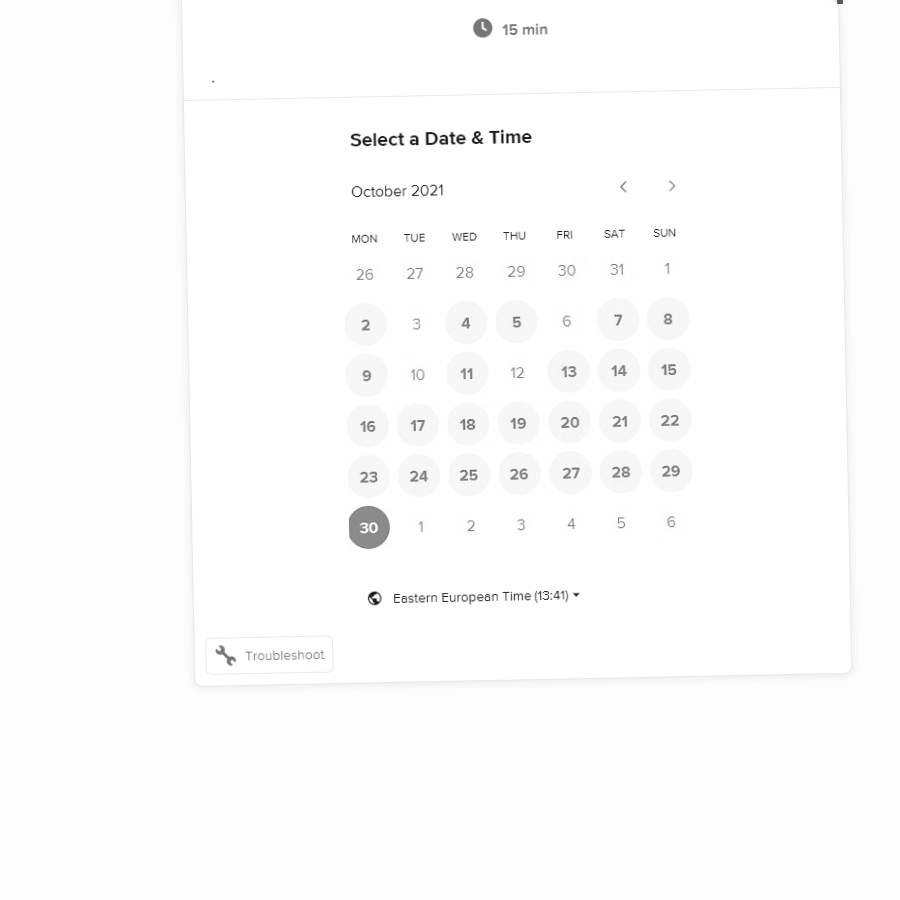 15 min
.
Select a Date & Time
October 2021
MON TUE WED THU FRI SAT SUN
26 27 28 29 30 31 1
2 3 4 5 6 7 8
9 10 11 12 13 14 15
16 17 18 19 20 21 22
23 24 25 26 27 28 29
30 1 2 3 4 5 6
Eastern European Time (13:41)
Troubleshoot